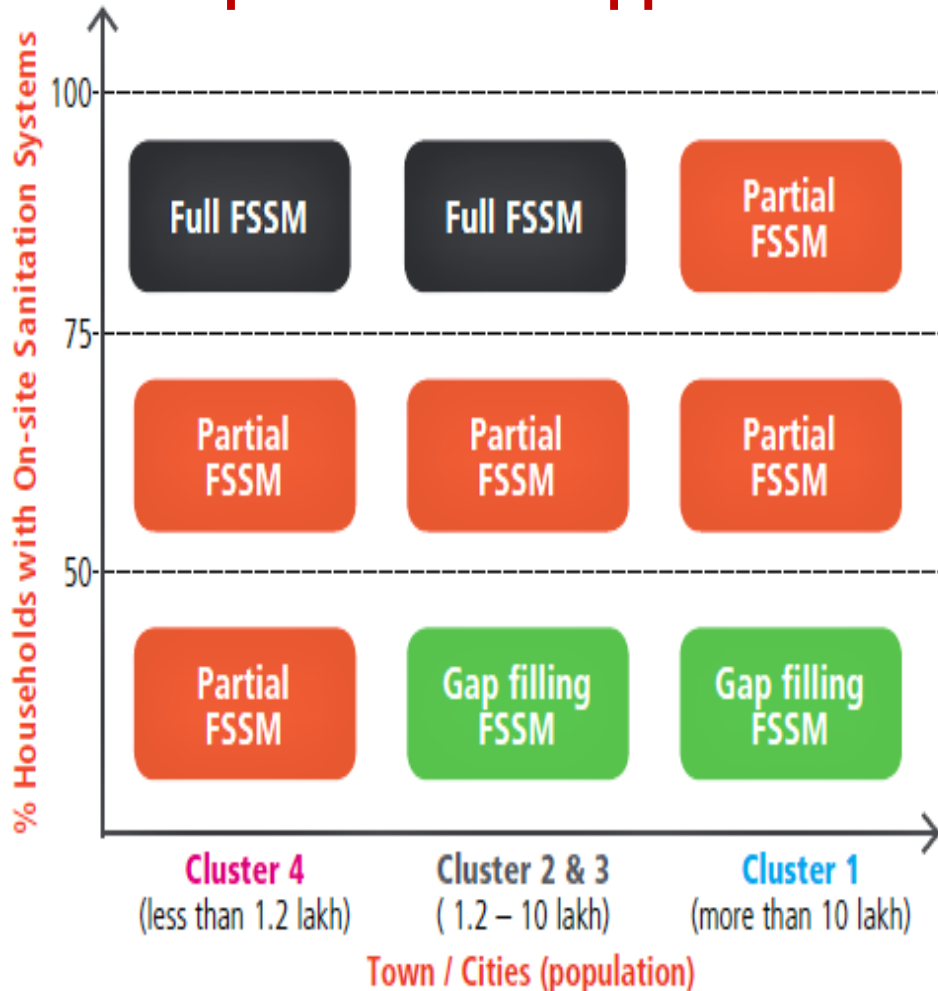 % Households with On-site Sanitation Systems
100
Full FSSM
Full FSSM
Partial
FSSM
75
Partial
FSSM
Partial
FSSM
Partial
FSSM
50
Partial
FSSM
Gap filling
FSSM
Gap filling
FSSM
Cluster 4
(less than 1.2 lakh)
Cluster 2 & 3
( 1.2 – 10 lakh)
Cluster 1
(more than 10 lakh)
Town / Cities (population)